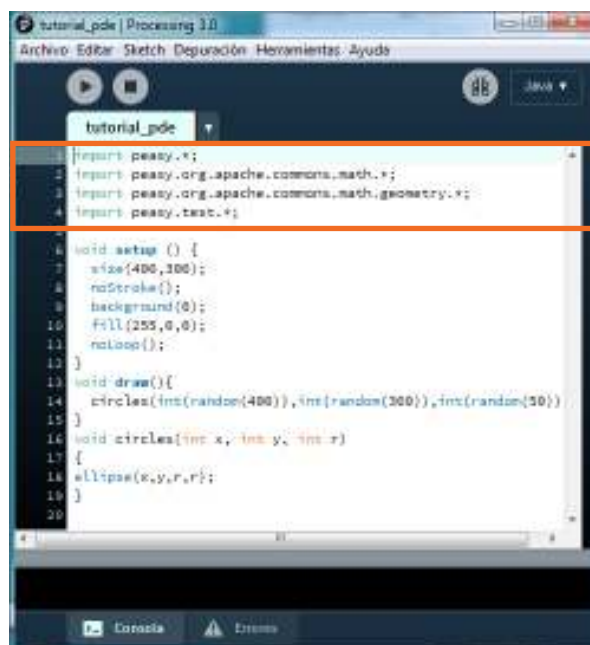 tutorial_pde | Processing 3.0
Archivo Editar Sketch Depuración Herramientas Ayuda
Java ▼
tutorial_pde ▼
1 import peasy.*;
2 import peasy.org.apache.commons.math.*;
3 import peasy.org.apache.commons.math.geometry.*;
4 import peasy.test.*;
5
6 void setup () {
7 size(400,300);
8 noStroke();
9 background(0);
10 fill(255,0,0);
11 noLoop();
12 }
13 void draw(){
14 circles(int(random(400)),int(random(300)),int(random(50))
15 }
16 void circles(int x, int y, int r)
17 {
18 ellipse(x,y,r,r);
19 }
20
Consola Errores